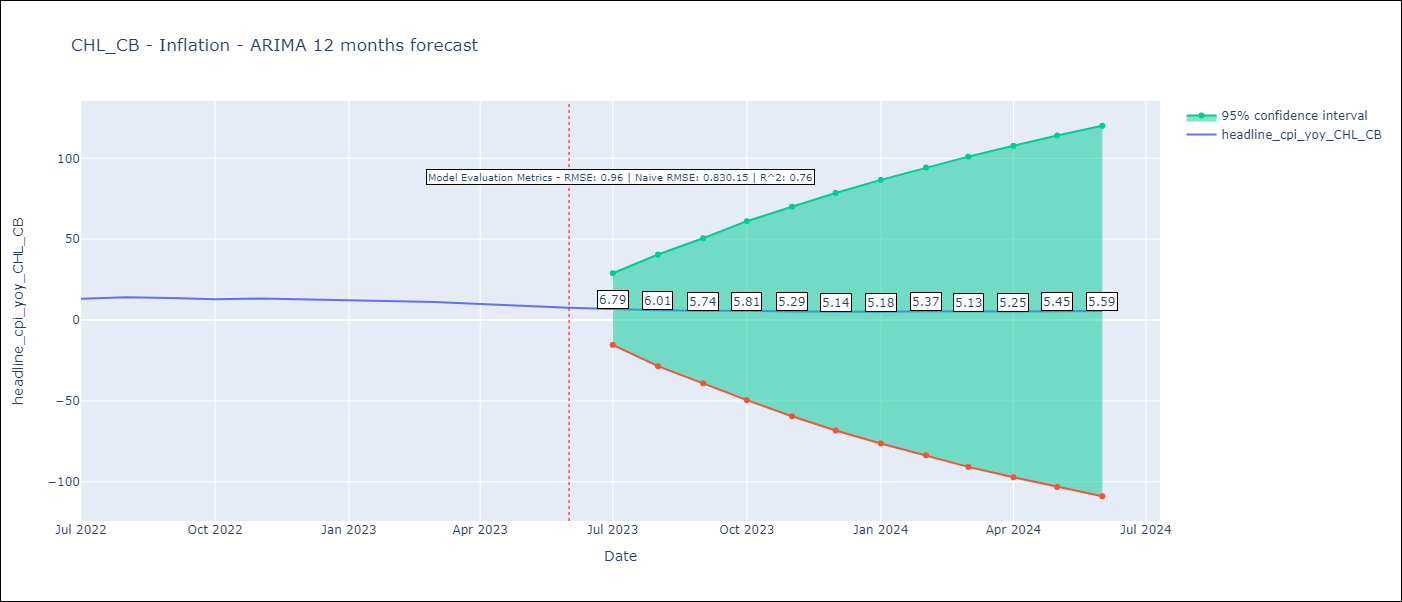 CHL_CB - Inflation - ARIMA 12 months forecast
95% confidence interval
headline_cpi_yoy_CHL_CB
Model Evaluation Metrics - RMSE: 0.96 | Naive RMSE: 0.830.15 | R^2: 0.76
headline_cpi_yoy_CHL_CB
100
50
0
−50
−100
6.79 6.01 5.74 5.81 5.29 5.14 5.18 5.37 5.13 5.25 5.45 5.59
Jul 2022 Oct 2022 Jan 2023 Apr 2023 Jul 2023 Oct 2023 Jan 2024 Apr 2024 Jul 2024
Date